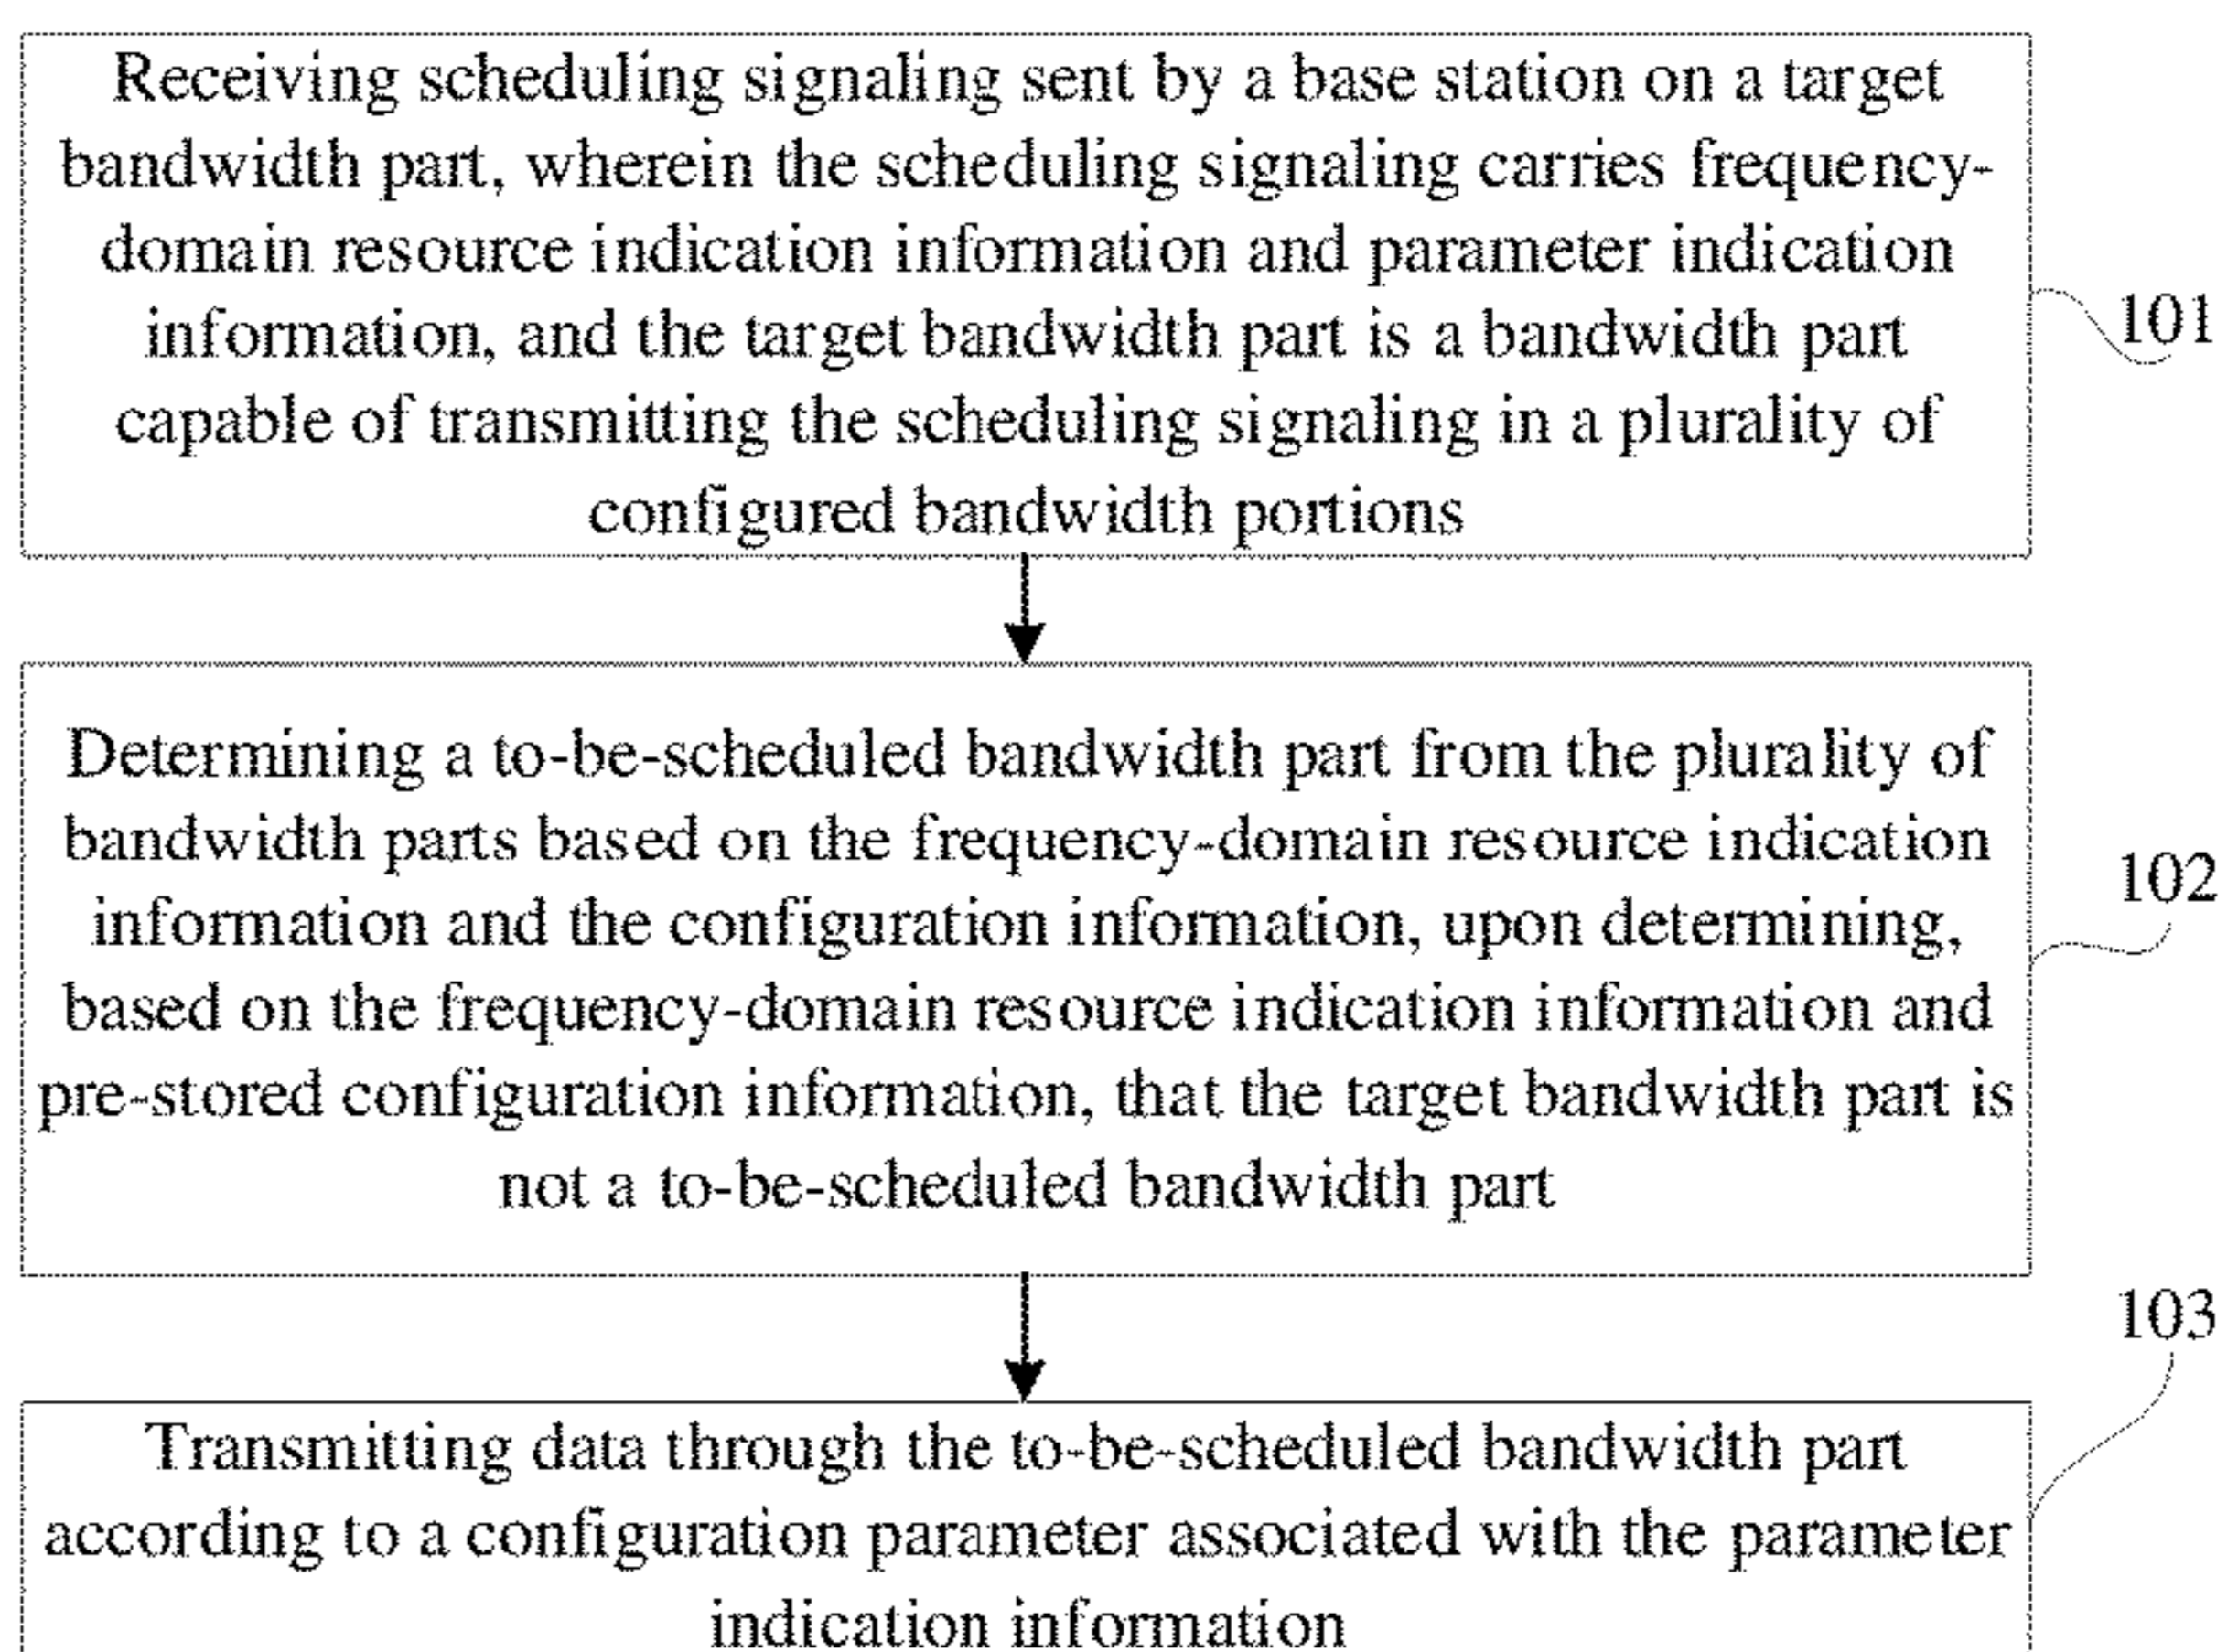 Receiving scheduling signaling sent by a base station on a target
bandwidth part, wherein the scheduling signaling carries frequency-
domain resource indication information and parameter indication
information, and the target bandwidth part is a bandwidth part
capable of transmitting the scheduling signaling in a plurality of
configured bandwidth portions
101
Determining a to-be-scheduled bandwidth part from the plurality of
bandwidth parts based on the frequency-domain resource indication
information and the configuration information, upon determining,
based on the frequency-domain resource indication information and
pre-stored configuration information, that the target bandwidth part is
not a to-be-scheduled bandwidth part
102
103
Transmitting data through the to-be-scheduled bandwidth part
according to a configuration parameter associated with the parameter
indication information